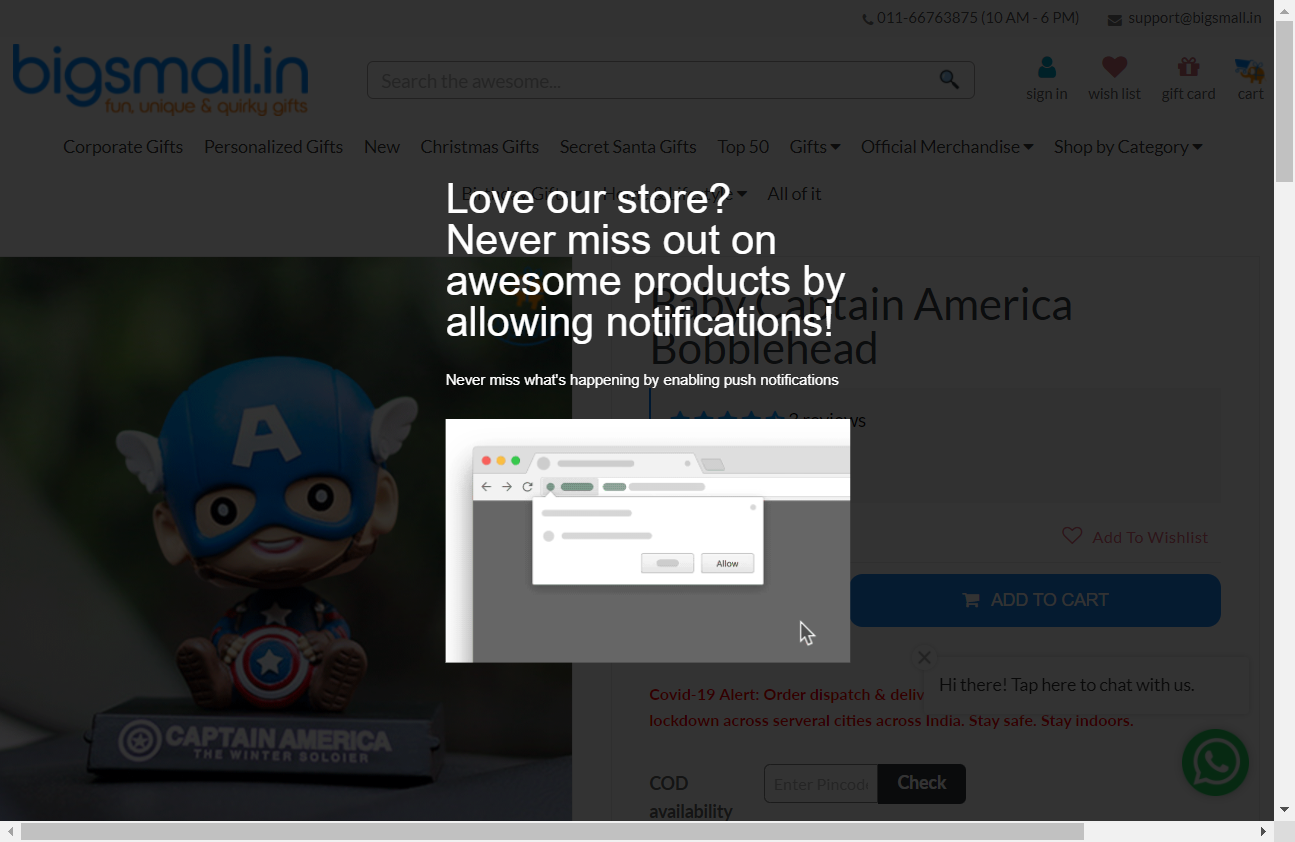 011-66763875 (10 AM - 6 PM)
support@bigsmall.in
bigsmall.in
fun, unique & quirky gifts
Search the awesome...
sign in
wish list
gift card
cart
Corporate Gifts
Personalized Gifts
New
Christmas Gifts
Secret Santa Gifts
Top 50
Gifts
Official Merchandise
Shop by Category
Birthday Gifts
Home & Lifestyle
All of it
Love our store?
Never miss out on
awesome products by
allowing notifications!
Never miss what's happening by enabling push notifications
Allow
Baby Captain America
Bobblehead
reviews
Add To Wishlist
ADD TO CART
Covid-19 Alert: Order dispatch &
lockdown across serveral cities across India. Stay safe. Stay indoors.
Hi there! Tap here to chat with us.
COD
availability
Enter Pincode
Check
A
CAPTAIN AMERICA
THE WINTER SOLDIER